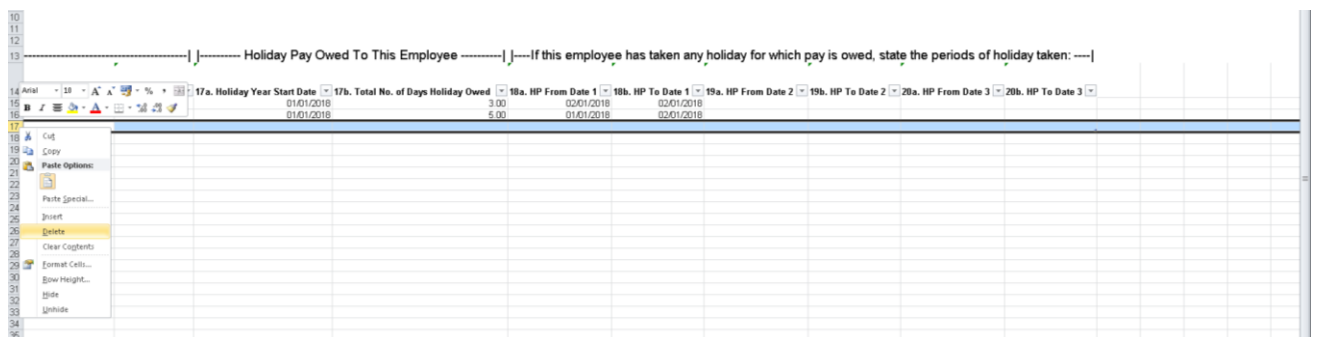 10
11
12
13 ---------------------------------------| |---------- Holiday Pay Owed To This Employee ----------| |----If this employee has taken any holiday for which pay is owed, state the periods of holiday taken: ----|
Arial 10 A A % ,
B I
14 17a. Holiday Year Start Date 17b. Total No. of Days Holiday Owed 18a. HP From Date 1 18b. HP To Date 1 19a. HP From Date 2 19b. HP To Date 2 20a. HP From Date 3 20b. HP To Date 3
15 01/01/2018 3.00 02/01/2018 02/01/2018
16 01/01/2018 5.00 01/01/2018 02/01/2018
17
18 Cut
19 Copy
20 Paste Options:
21
22
23 Paste Special...
24
25 Insert
26 Delete
27 Clear Contents
28
29 Format Cells...
30 Row Height...
31 Hide
32
33 Unhide
34
35